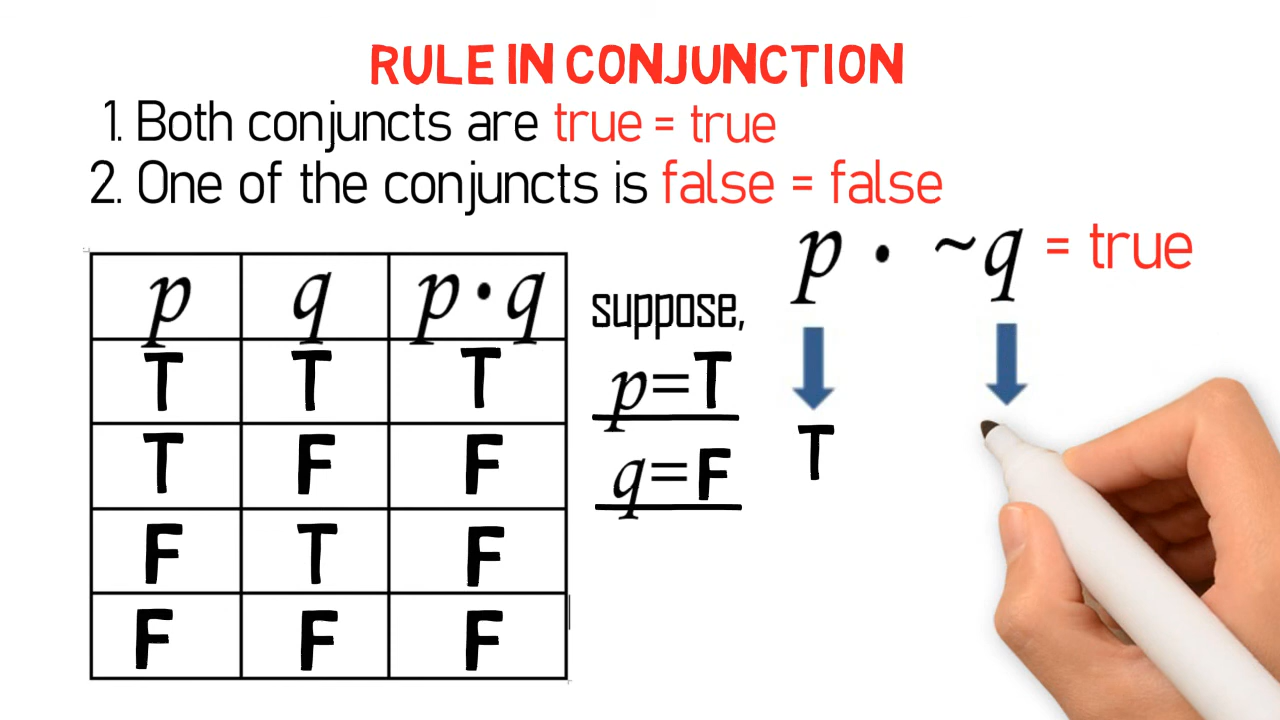 RULE IN CONJUNCTION
1. Both conjuncts are true = true
2. One of the conjuncts is false = false
p q p • q
T T T
T F F
F T F
F F F
suppose,
p=T
q=F
p • ~q = true
T